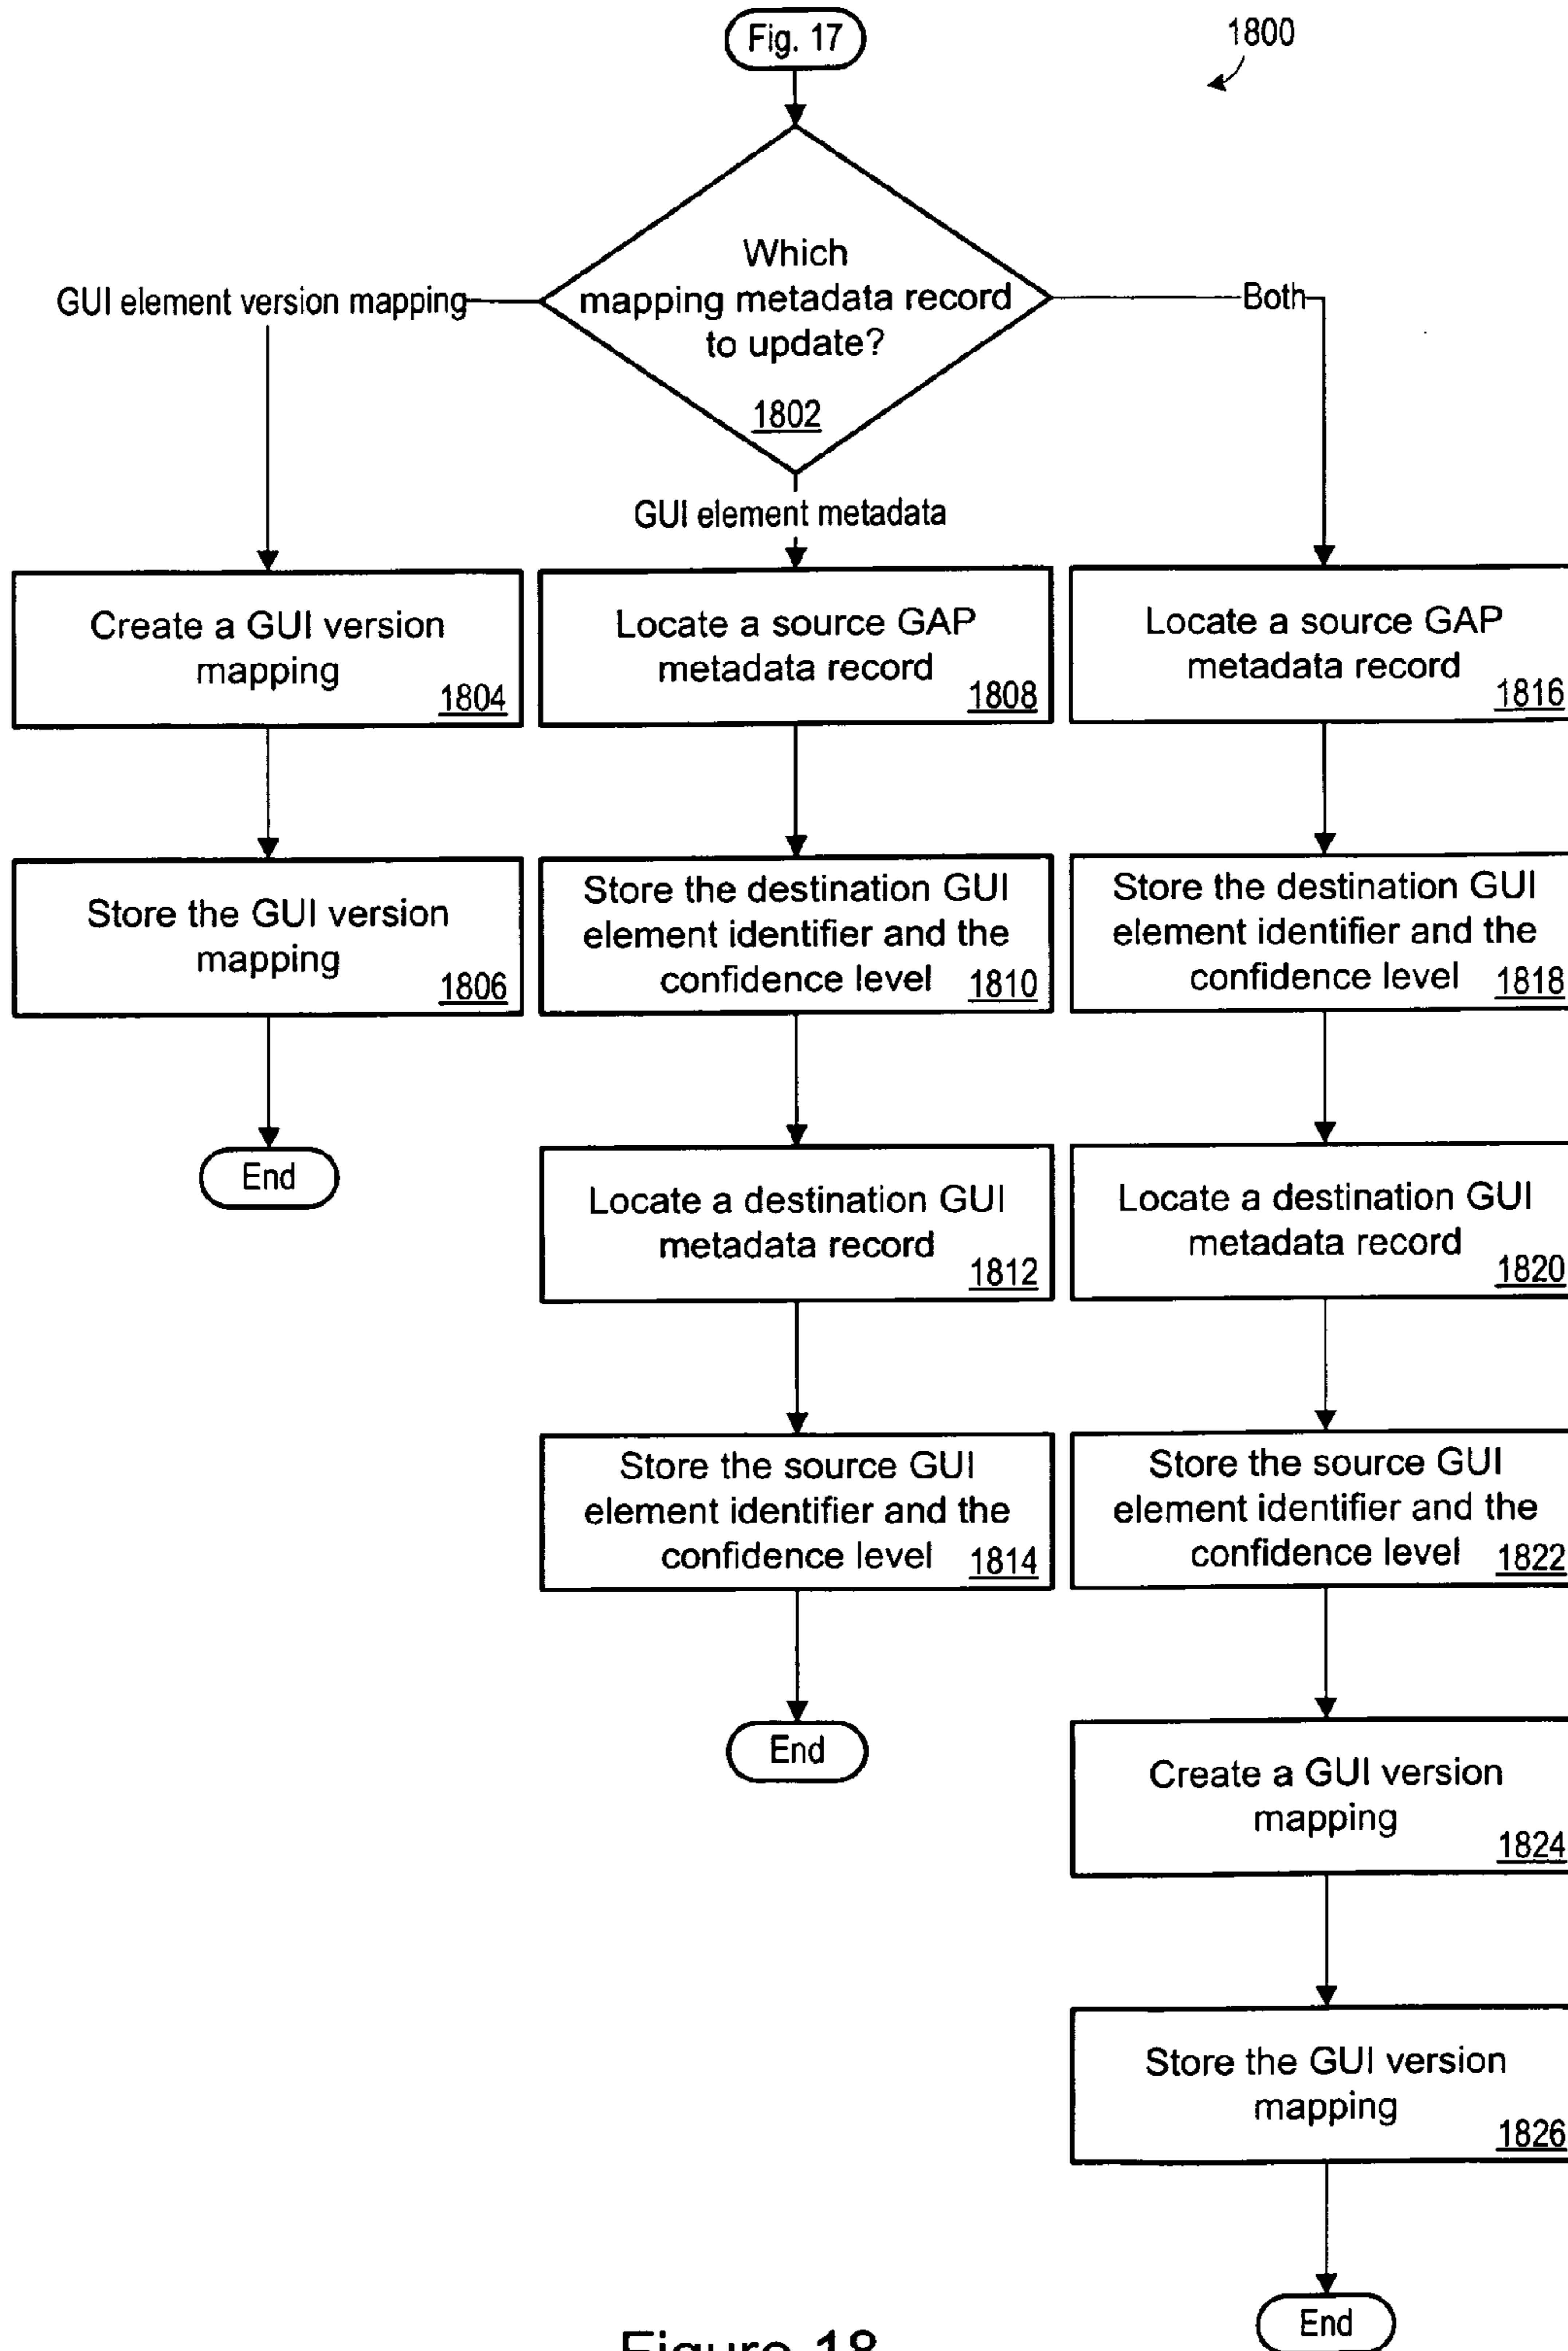 Fig. 17
1800
Which
mapping metadata record
to update?
1802
GUI element version mapping
Both
GUI element metadata
Create a GUI version
mapping
1804
Locate a source GAP
metadata record
1808
Locate a source GAP
metadata record
1816
Store the GUI version
mapping
1806
Store the destination GUI
element identifier and the
confidence level
1810
Store the destination GUI
element identifier and the
confidence level
1818
End
Locate a destination GUI
metadata record
1812
Locate a destination GUI
metadata record
1820
Store the source GUI
element identifier and the
confidence level
1814
Store the source GUI
element identifier and the
confidence level
1822
End
Create a GUI version
mapping
1824
Store the GUI version
mapping
1826
End
Figure 18